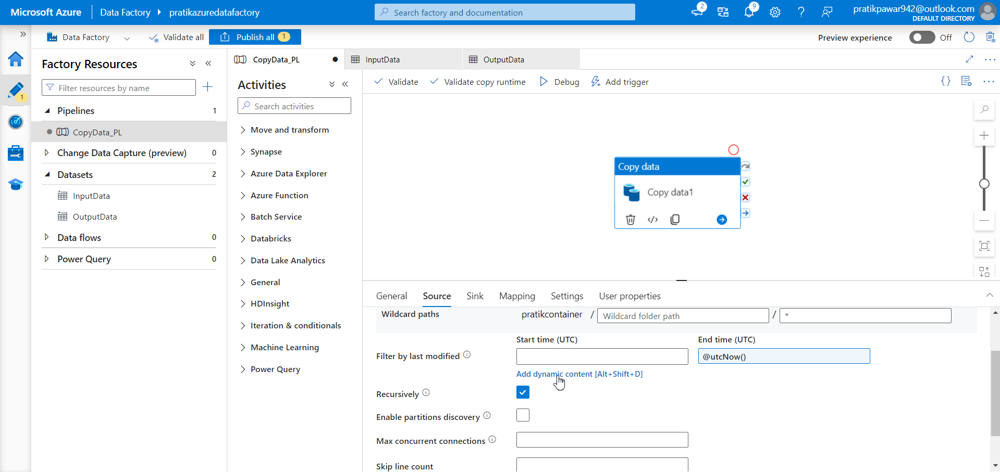 Microsoft Azure
Data Factory
pratikazuredatafactory
Search factory and documentation
2
9
pratikpawar942@outlook.com
DEFAULT DIRECTORY
Data Factory
Validate all
Publish all
1
Preview experience
Off
1
Factory Resources
Filter resources by name
Pipelines
1
CopyData_PL
Change Data Capture (preview)
0
Datasets
2
InputData
OutputData
Data flows
0
Power Query
0
CopyData_PL
InputData
OutputData
Activities
Search activities
Move and transform
Synapse
Azure Data Explorer
Azure Function
Batch Service
Databricks
Data Lake Analytics
General
HDInsight
Iteration & conditionals
Machine Learning
Power Query
Validate
Validate copy runtime
Debug
Add trigger
Copy data
Copy data1
General
Source
Sink
Mapping
Settings
User properties
Wildcard paths
pratikcontainer / Wildcard folder path / *
Start time (UTC)
End time (UTC)
Filter by last modified
@utcNow()
Add dynamic content [Alt+Shift+D]
Recursively
Enable partitions discovery
Max concurrent connections
Skip line count